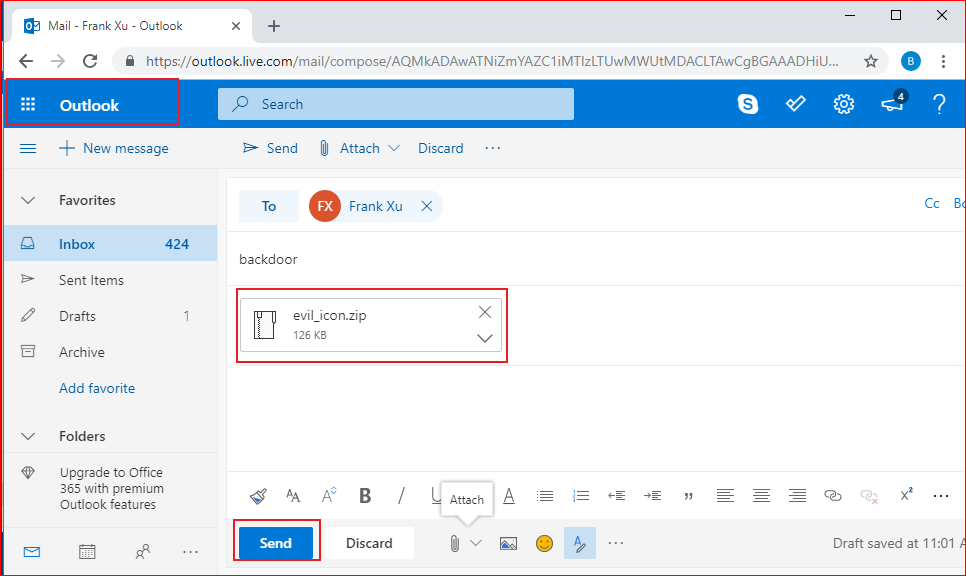 Mail - Frank Xu - Outlook
https://outlook.live.com/mail/compose/AQMkADAwATNiZmYAZC1iMTIzLTUwMWUtMDACLTAwCgBGAAADHiU...
B
Outlook
Search
S
4
?
New message
Send
Attach
Discard
...
Favorites
To
FX
Frank Xu
Cc
Bc
Inbox
424
backdoor
Sent Items
Drafts
1
evil_icon.zip
126 KB
Archive
Add favorite
Folders
Upgrade to Office
365 with premium
Outlook features
B
I
U
A
Attach
x²
...
Send
Discard
...
Draft saved at 11:01 A
...